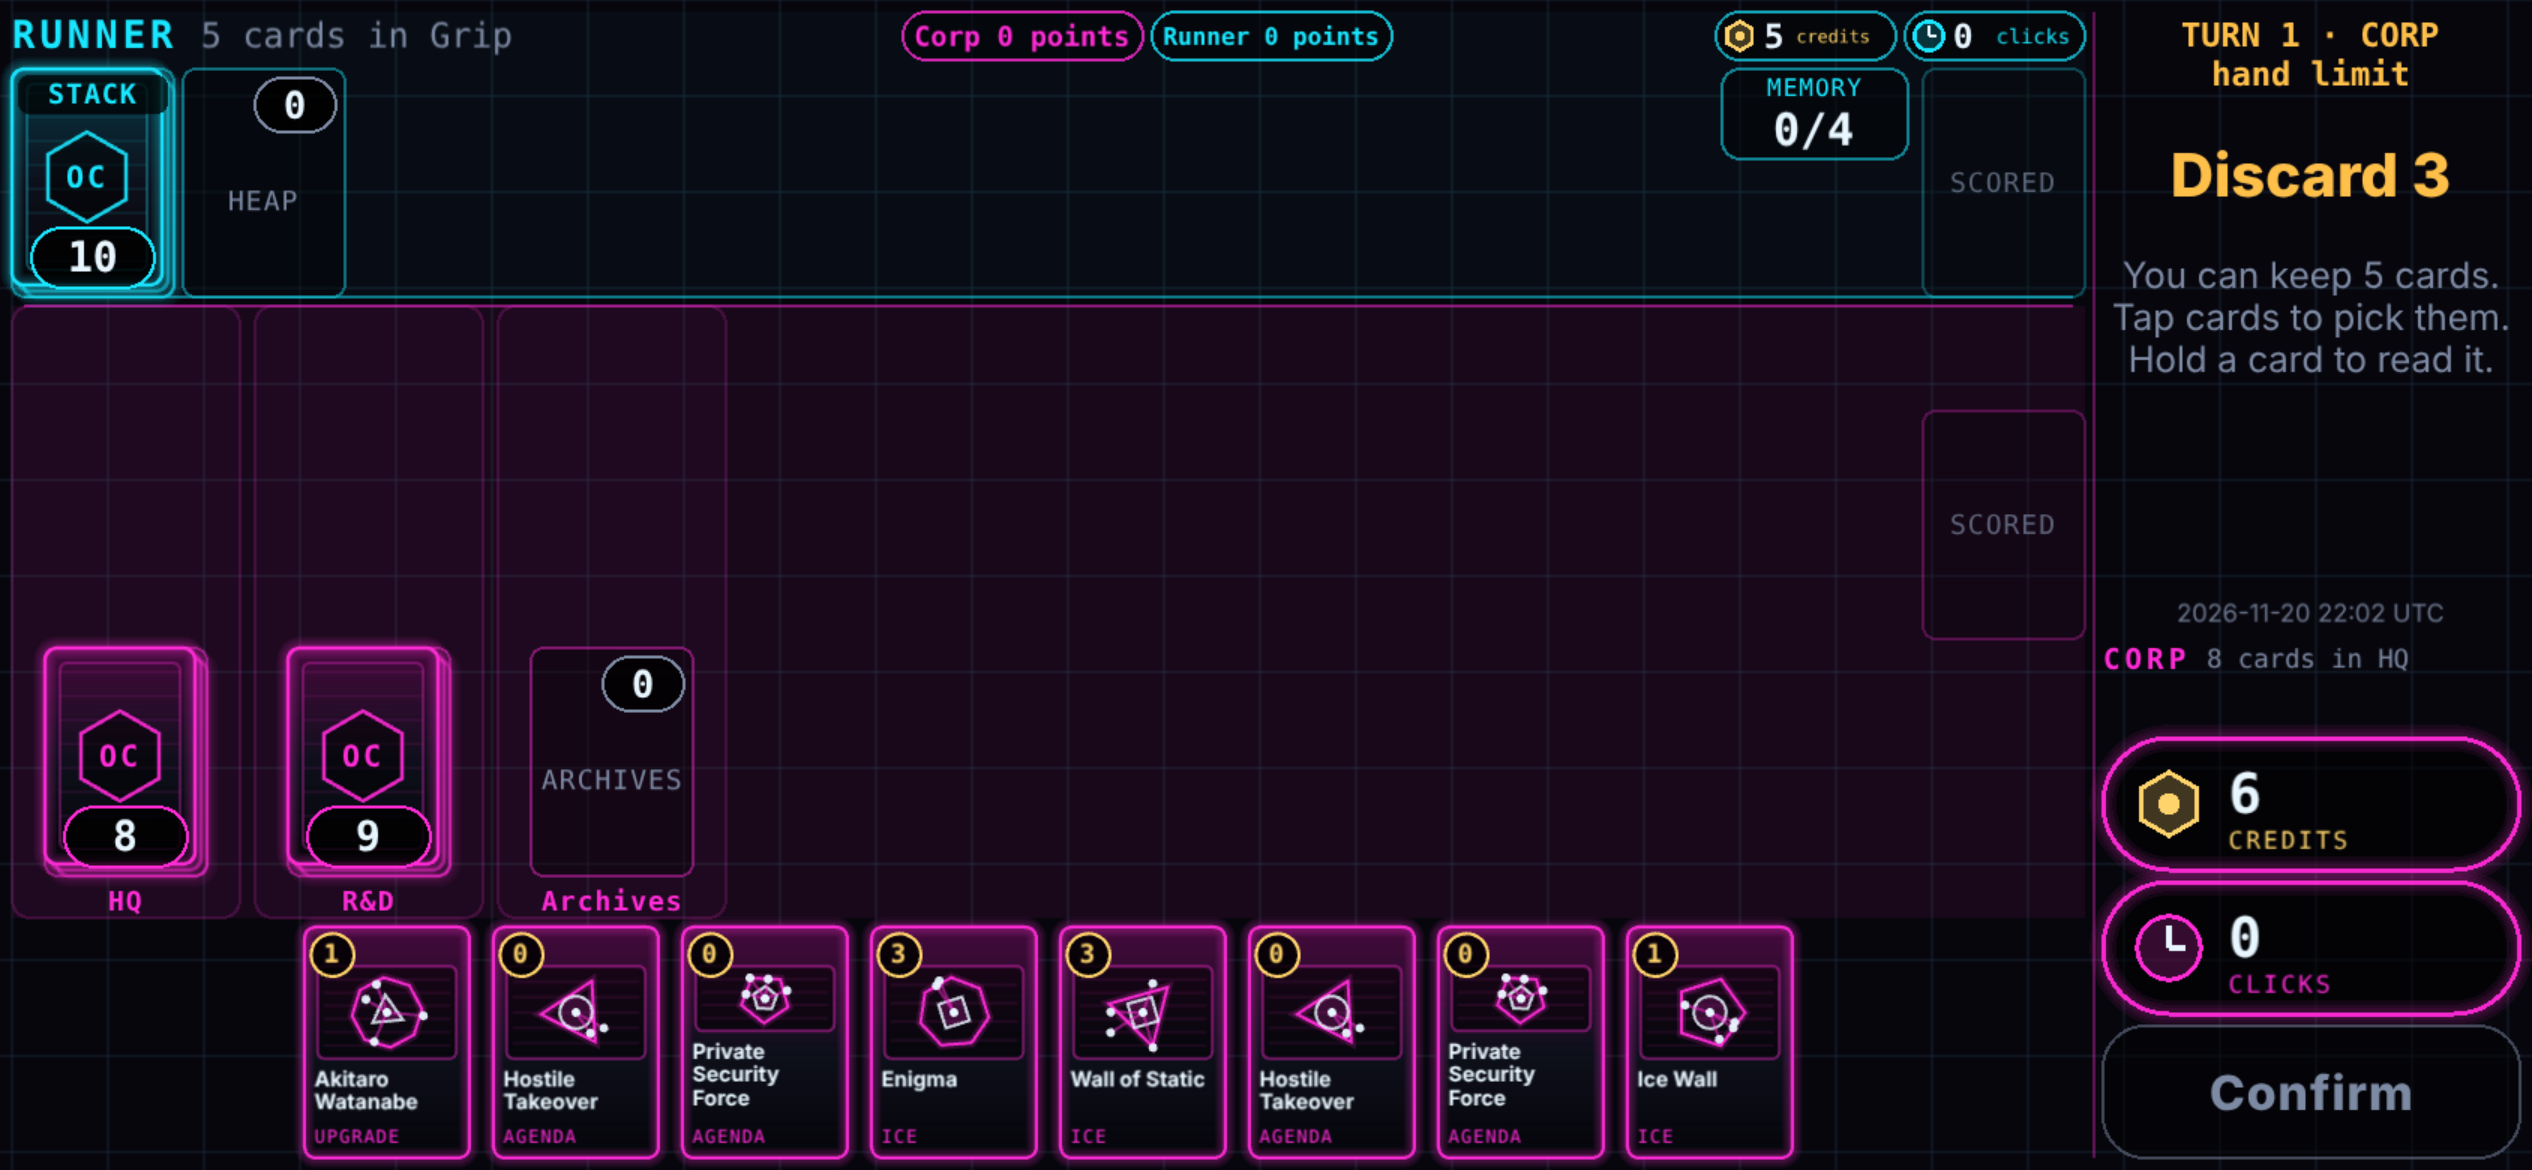 RUNNER 5 cards in Grip
Corp 0 points
Runner 0 points
5 credits
0 clicks
TURN 1 · CORP
hand limit
STACK
OC
10
0
HEAP
MEMORY
0/4
SCORED
Discard 3
You can keep 5 cards.
Tap cards to pick them.
Hold a card to read it.
SCORED
2026-11-20 22:02 UTC
CORP 8 cards in HQ
OC
8
HQ
OC
9
R&D
0
ARCHIVES
Archives
6
CREDITS
0
CLICKS
Confirm
1
Akitaro
Watanabe
UPGRADE
0
Hostile
Takeover
AGENDA
0
Private
Security
Force
AGENDA
3
Enigma
ICE
3
Wall of Static
ICE
0
Hostile
Takeover
AGENDA
0
Private
Security
Force
AGENDA
1
Ice Wall
ICE